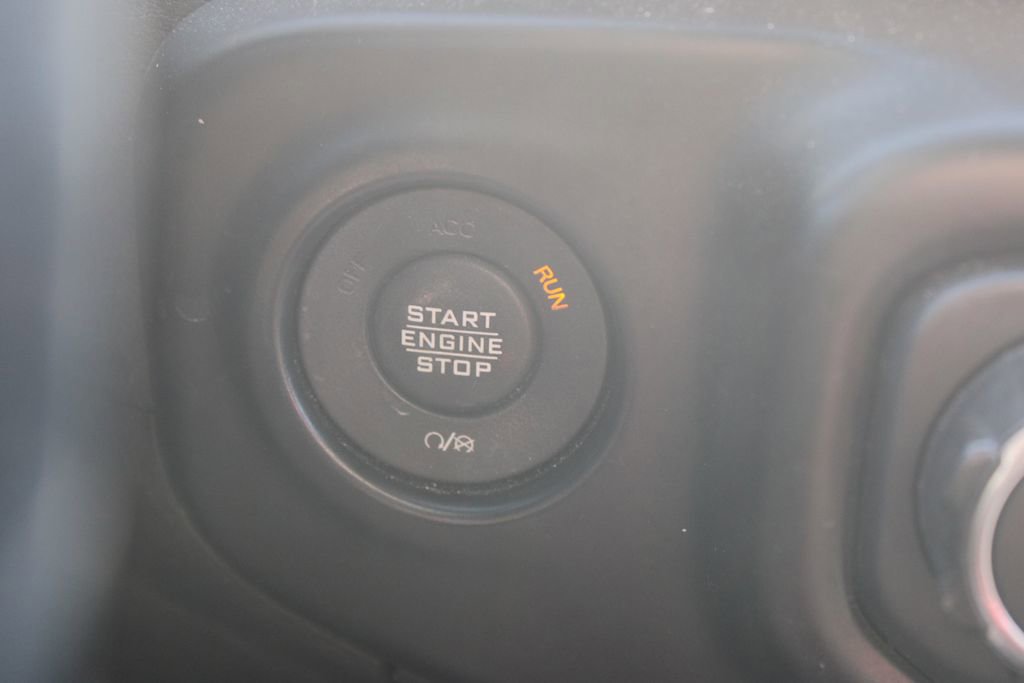 ACC
OFF
RUN
START
ENGINE
STOP